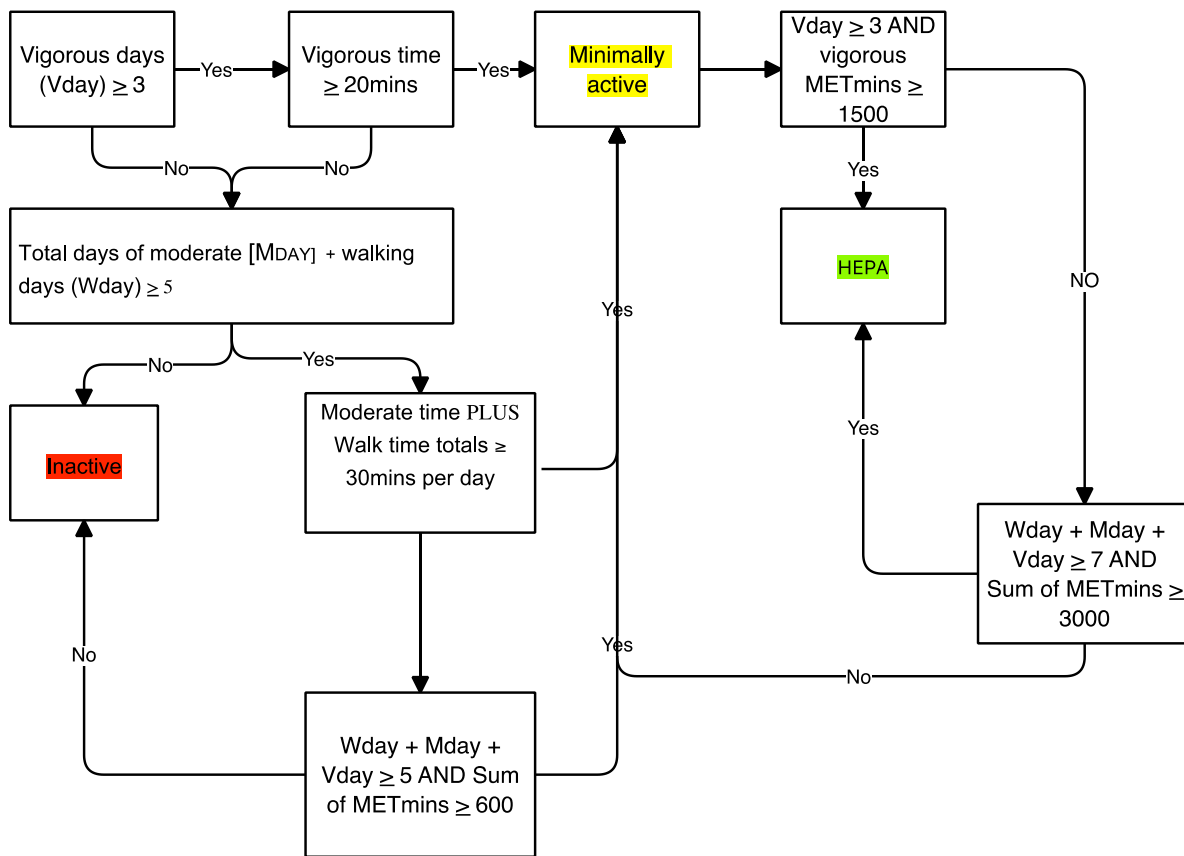 Vigorous days
(Vday) ≥ 3
Yes
Vigorous time
≥ 20mins
Yes
Minimally
active
Vday ≥ 3 AND
vigorous
METmins ≥
1500
No
No
Yes
NO
Total days of moderate [MDAY] + walking
days (Wday) ≥ 5
HEPA
Yes
No
Yes
Moderate time PLUS
Walk time totals ≥
30mins per day
Yes
Inactive
Wday + Mday +
Vday ≥ 7 AND
Sum of METmins ≥
3000
No
Yes
No
Wday + Mday +
Vday ≥ 5 AND Sum
of METmins ≥ 600